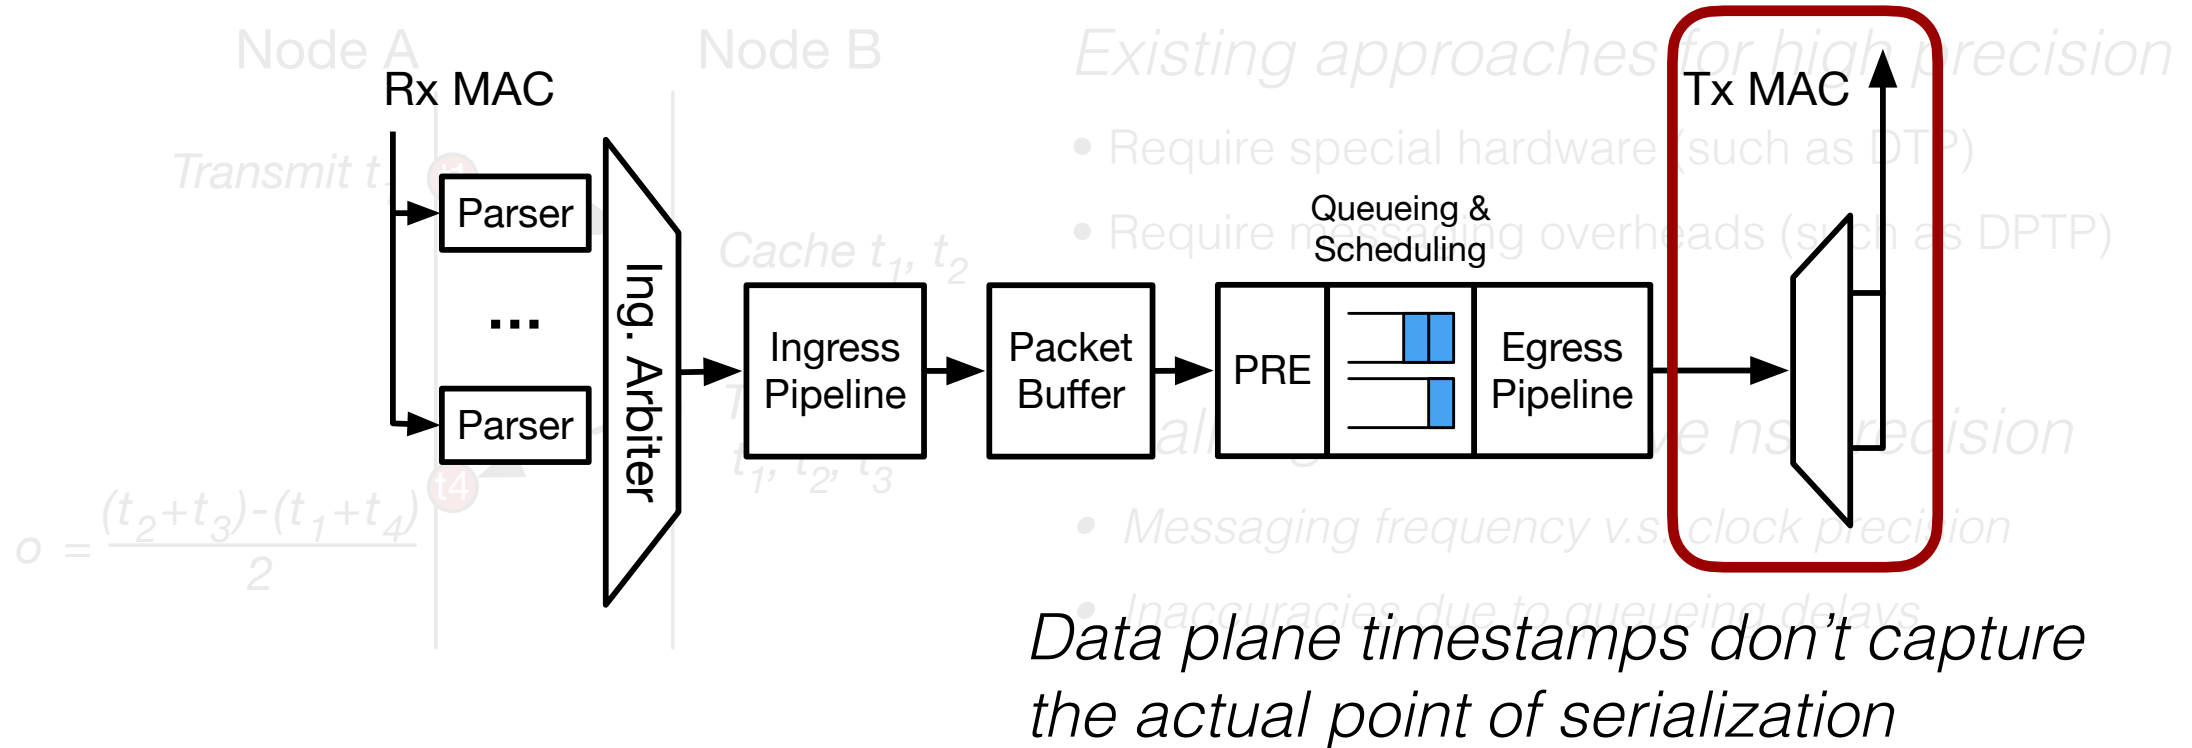 Node A
Node B
Existing approaches for high precision
Rx MAC
Tx MAC
• Require special hardware (such as DTP)
Transmit t
Parser
• Require messaging overheads (such as DPTP)
Queueing &
Scheduling
Cache t1, t2
...
Ing. Arbiter
Ingress
Pipeline
Packet
Buffer
PRE
Egress
Pipeline
Parser
ns precision
t1, t2, t3
t4
o = (t2+t3)-(t1+t4)
2
• Messaging frequency v.s. clock precision
• Inaccuracies due to queueing delays
Data plane timestamps don't capture
the actual point of serialization